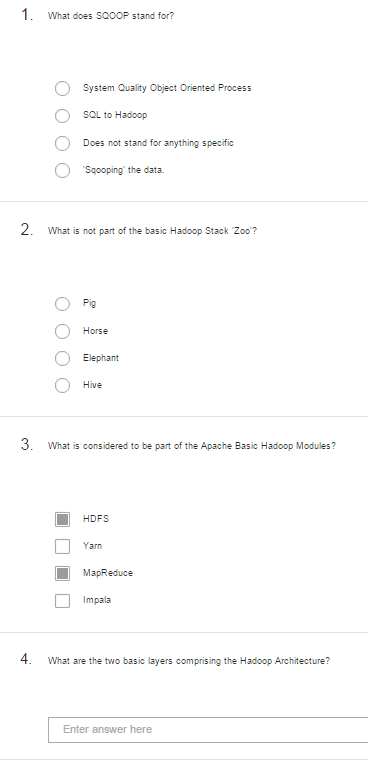 1. What does SQOOP stand for?
System Quality Object Oriented Process
SQL to Hadoop
Does not stand for anything specific
'Sqooping' the data.
2. What is not part of the basic Hadoop Stack 'Zoo'?
Pig
Horse
Elephant
Hive
3. What is considered to be part of the Apache Basic Hadoop Modules?
HDFS
Yarn
MapReduce
Impala
4. What are the two basic layers comprising the Hadoop Architecture?
Enter answer here